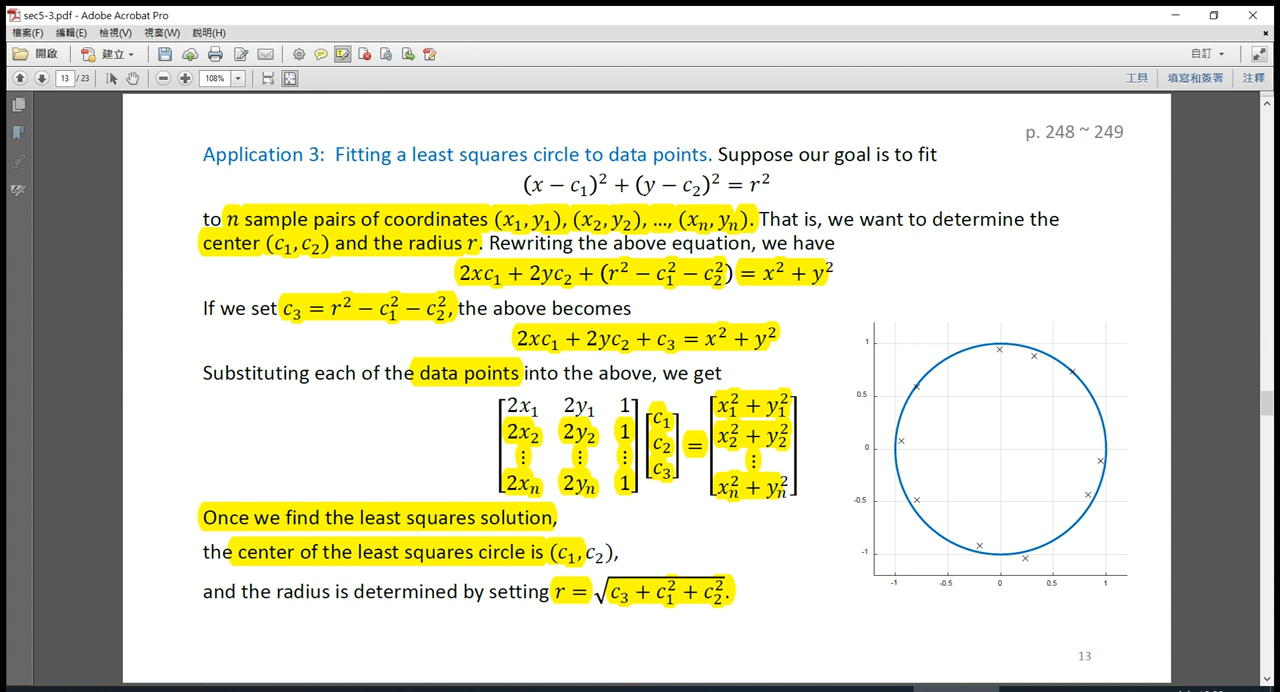 sec5-3.pdf - Adobe Acrobat Pro
檔案(F) 編輯(E) 檢視(V) 視窗(W) 說明(H)
開啟 建立 自訂
13 / 23 108% 工具 填寫和簽署 注釋
p. 248 ~ 249
Application 3: Fitting a least squares circle to data points. Suppose our goal is to fit
(x − c₁)² + (y − c₂)² = r²
to n sample pairs of coordinates (x₁, y₁), (x₂, y₂), …, (xₙ, yₙ). That is, we want to determine the
center (c₁, c₂) and the radius r. Rewriting the above equation, we have
2xc₁ + 2yc₂ + (r² − c₁² − c₂²) = x² + y²
If we set c₃ = r² − c₁² − c₂², the above becomes
2xc₁ + 2yc₂ + c₃ = x² + y²
Substituting each of the data points into the above, we get
2x₁ 2y₁ 1 c₁ x₁² + y₁²
2x₂ 2y₂ 1 c₂ = x₂² + y₂²
⋮ ⋮ ⋮ c₃ ⋮
2xₙ 2yₙ 1 xₙ² + yₙ²
Once we find the least squares solution,
the center of the least squares circle is (c₁, c₂),
and the radius is determined by setting r = √(c₃ + c₁² + c₂²).
1
0.5
0
-0.5
-1
-1 -0.5 0 0.5 1
13